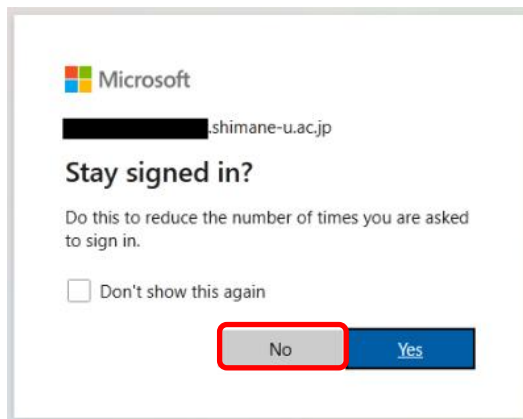 Microsoft
.shimane-u.ac.jp
Stay signed in?
Do this to reduce the number of times you are asked
to sign in.
Don't show this again
No
Yes